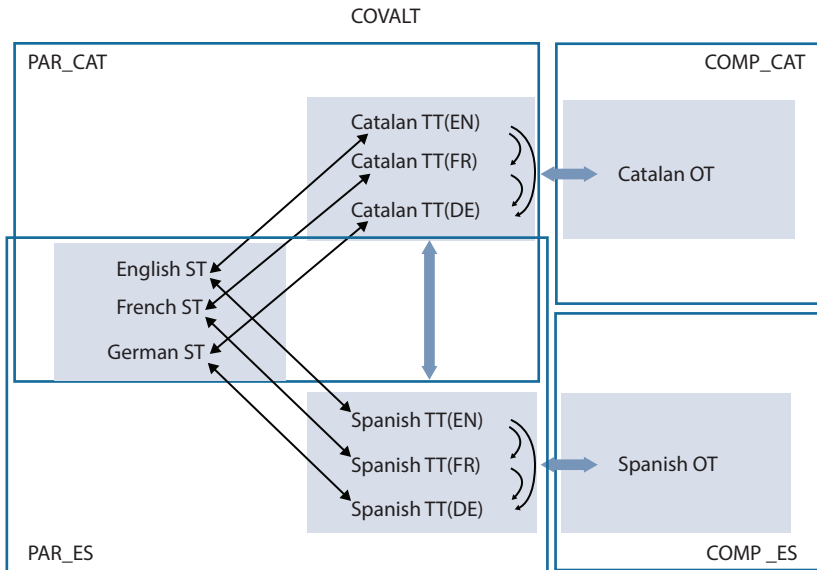 COVALT
PAR_CAT
COMP_CAT
Catalan TT(EN)
Catalan TT(FR)
Catalan TT(DE)
Catalan OT
English ST
French ST
German ST
Spanish TT(EN)
Spanish TT(FR)
Spanish TT(DE)
Spanish OT
PAR_ES
COMP _ES